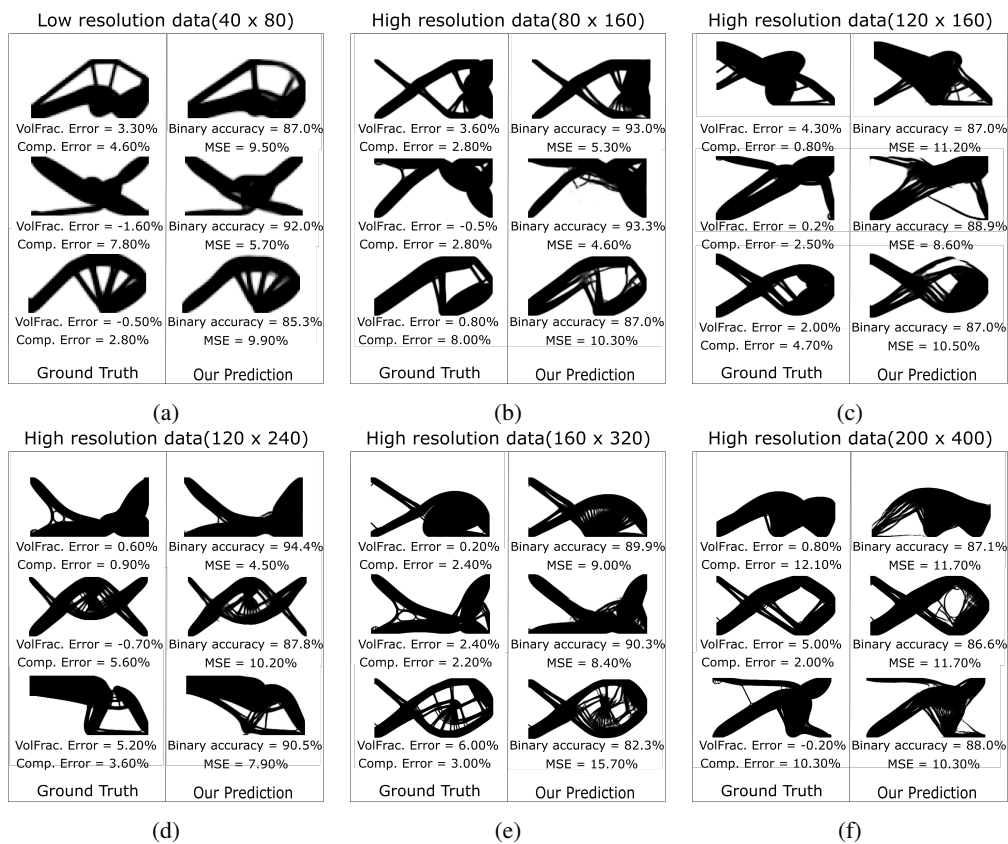 Low resolution data(40 x 80)
VolFrac. Error = 3.30% Binary accuracy = 87.0%
Comp. Error = 4.60% MSE = 9.50%
VolFrac. Error = -1.60% Binary accuracy = 92.0%
Comp. Error = 7.80% MSE = 5.70%
VolFrac. Error = -0.50% Binary accuracy = 85.3%
Comp. Error = 2.80% MSE = 9.90%
Ground Truth Our Prediction
(a)
High resolution data(80 x 160)
VolFrac. Error = 3.60% Binary accuracy = 93.0%
Comp. Error = 2.80% MSE = 5.30%
VolFrac. Error = -0.5% Binary accuracy = 93.3%
Comp. Error = 2.80% MSE = 4.60%
VolFrac. Error = 0.80% Binary accuracy = 87.0%
Comp. Error = 8.00% MSE = 10.30%
Ground Truth Our Prediction
(b)
High resolution data(120 x 160)
VolFrac. Error = 4.30% Binary accuracy = 87.0%
Comp. Error = 0.80% MSE = 11.20%
VolFrac. Error = 0.2% Binary accuracy = 88.9%
Comp. Error = 2.50% MSE = 8.60%
VolFrac. Error = 2.00% Binary accuracy = 87.0%
Comp. Error = 4.70% MSE = 10.50%
Ground Truth Our Prediction
(c)
High resolution data(120 x 240)
VolFrac. Error = 0.60% Binary accuracy = 94.4%
Comp. Error = 0.90% MSE = 4.50%
VolFrac. Error = -0.70% Binary accuracy = 87.8%
Comp. Error = 5.60% MSE = 10.20%
VolFrac. Error = 5.20% Binary accuracy = 90.5%
Comp. Error = 3.60% MSE = 7.90%
Ground Truth Our Prediction
(d)
High resolution data(160 x 320)
VolFrac. Error = 0.20% Binary accuracy = 89.9%
Comp. Error = 2.40% MSE = 9.00%
VolFrac. Error = 2.40% Binary accuracy = 90.3%
Comp. Error = 2.20% MSE = 8.40%
VolFrac. Error = 6.00% Binary accuracy = 82.3%
Comp. Error = 3.00% MSE = 15.70%
Ground Truth Our Prediction
(e)
High resolution data(200 x 400)
VolFrac. Error = 0.80% Binary accuracy = 87.1%
Comp. Error = 12.10% MSE = 11.70%
VolFrac. Error = 5.00% Binary accuracy = 86.6%
Comp. Error = 2.00% MSE = 11.70%
VolFrac. Error = -0.20% Binary accuracy = 88.0%
Comp. Error = 10.30% MSE = 10.30%
Ground Truth Our Prediction
(f)